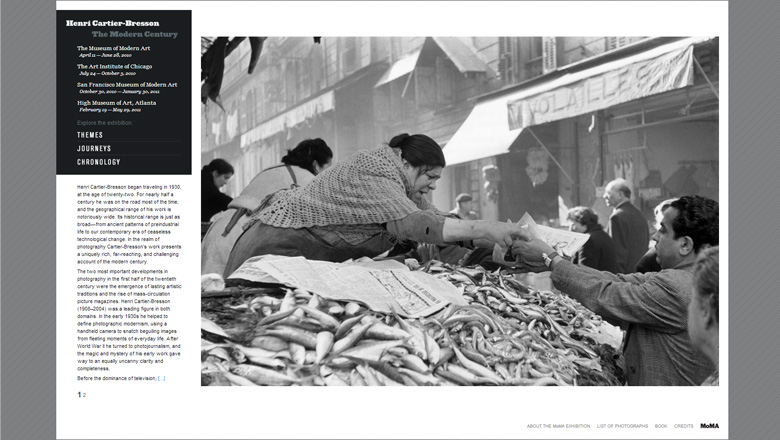 Henri Cartier-Bresson
The Modern Century
The Museum of Modern Art
April 11 — June 28, 2010
The Art Institute of Chicago
July 24 — October 3, 2010
San Francisco Museum of Modern Art
October 30, 2010 — January 30, 2011
High Museum of Art, Atlanta
February 19 — May 29, 2011
Explore the exhibition:
THEMES
JOURNEYS
CHRONOLOGY
Henri Cartier-Bresson began traveling in 1930,
at the age of twenty-two. For nearly half a
century he was on the road most of the time,
and the geographical range of his work is
notoriously wide. Its historical range is just as
broad—from ancient patterns of preindustrial
life to our contemporary era of ceaseless
technological change. In the realm of
photography Cartier-Bresson's work presents
a uniquely rich, far-reaching, and challenging
account of the modern century.
The two most important developments in
photography in the first half of the twentieth
century were the emergence of lasting artistic
traditions and the rise of mass-circulation
picture magazines. Henri Cartier-Bresson
(1908–2004) was a leading figure in both
domains. In the early 1930s he helped to
define photographic modernism, using a
handheld camera to snatch beguiling images
from fleeting moments of everyday life. After
World War II he turned to photojournalism, and
the magic and mystery of his early work gave
way to an equally uncanny clarity and
completeness.
Before the dominance of television, [...]
1 2
VOLAILLE
ABOUT THE MoMA EXHIBITION LIST OF PHOTOGRAPHS BOOK CREDITS MoMA